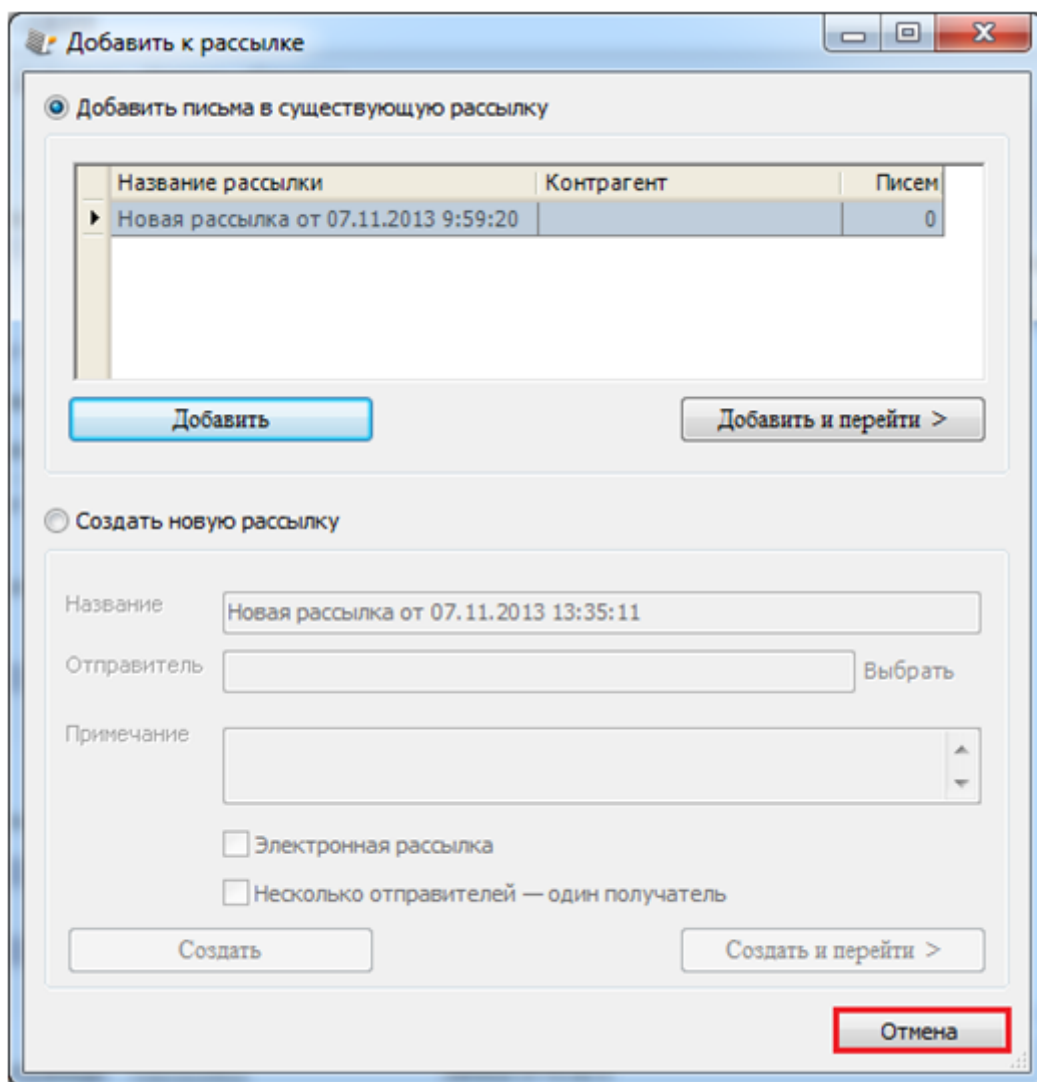 Добавить к рассылке
Добавить письма в существующую рассылку
Название рассылки Контрагент Писем
Новая рассылка от 07.11.2013 9:59:20 0
Добавить Добавить и перейти >
Создать новую рассылку
Название Новая рассылка от 07.11.2013 13:35:11
Отправитель Выбрать
Примечание
Электронная рассылка
Несколько отправителей — один получатель
Создать Создать и перейти >
Отмена